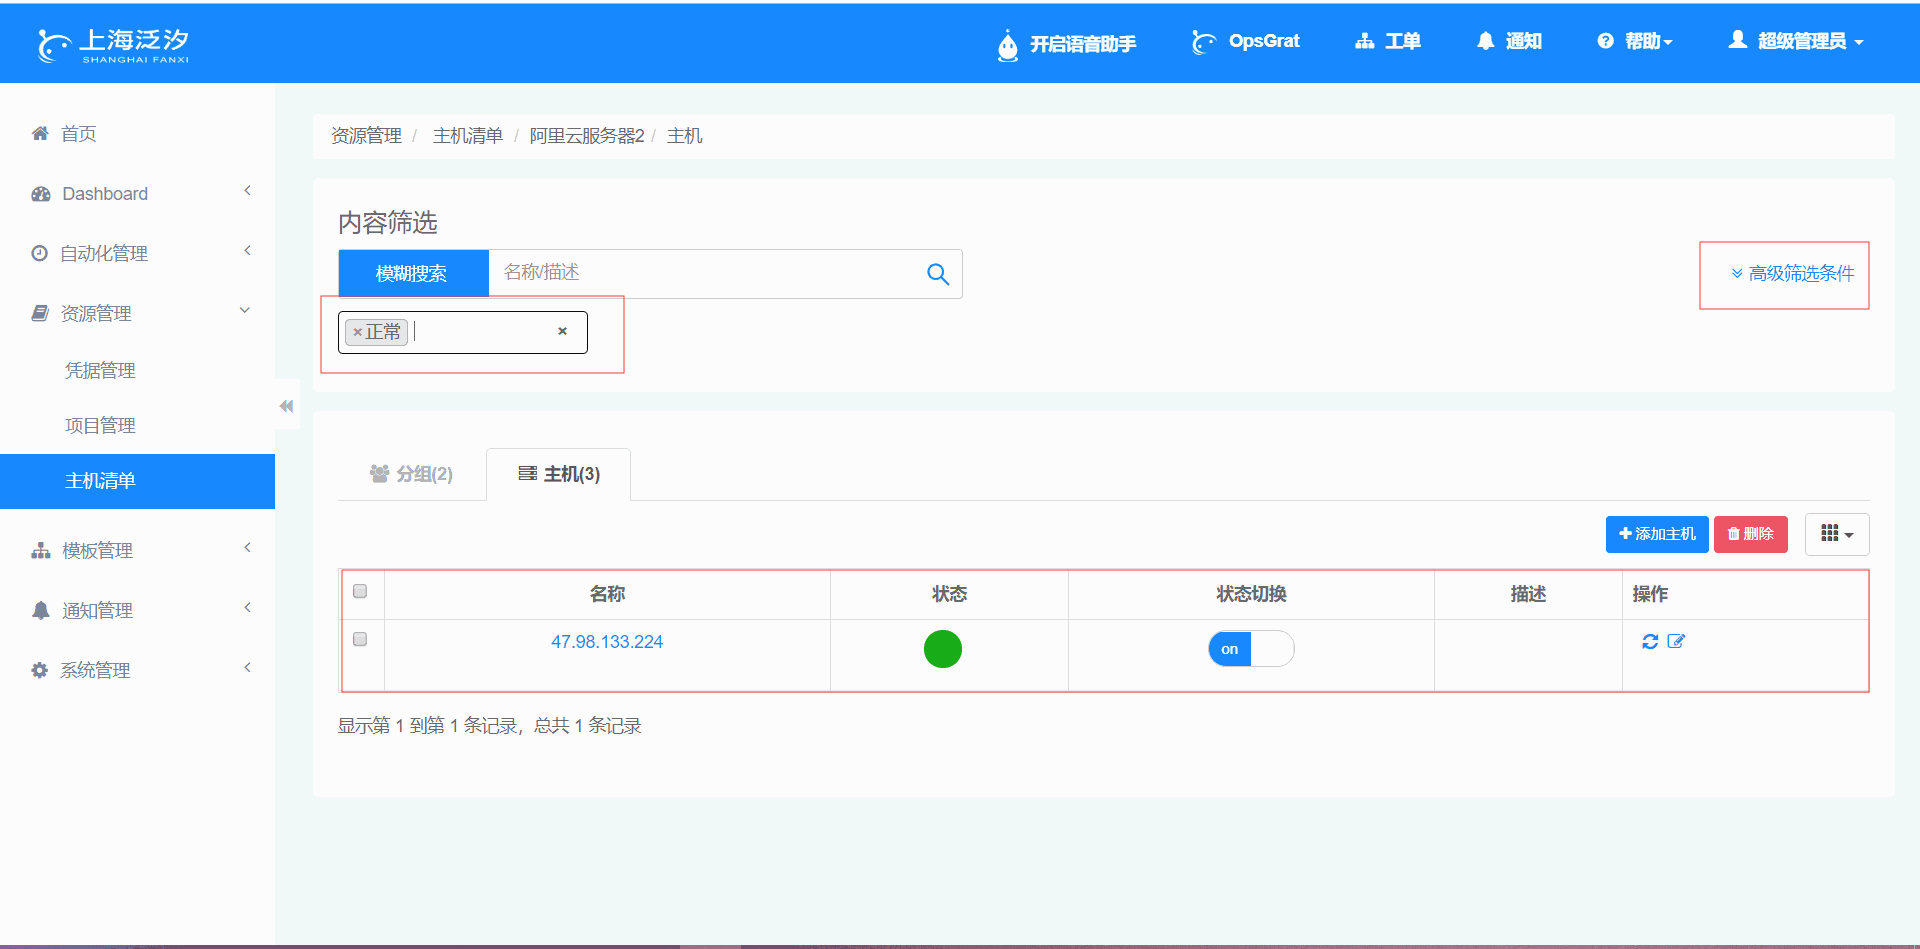 上海泛汐
SHANGHAI FANXI
开启语音助手
OpsGrat
工单
通知
帮助
超级管理员
首页
Dashboard
自动化管理
资源管理
凭据管理
项目管理
主机清单
模板管理
通知管理
系统管理
资源管理 / 主机清单 / 阿里云服务器2 / 主机
内容筛选
模糊搜索 名称/描述
高级筛选条件
×正常 ×
分组(2) 主机(3)
添加主机 删除
名称 状态 状态切换 描述 操作
47.98.133.224 on
显示第 1 到第 1 条记录，总共 1 条记录